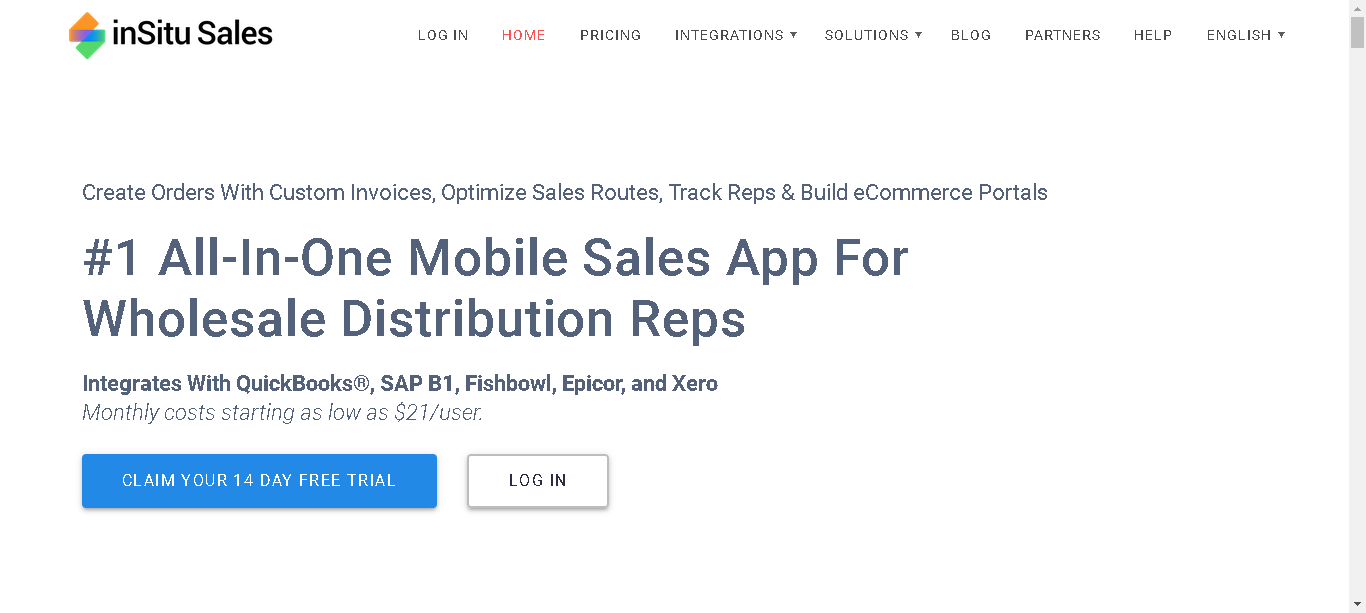 inSitu Sales
LOG IN HOME PRICING INTEGRATIONS ▼ SOLUTIONS ▼ BLOG PARTNERS HELP ENGLISH ▼
Create Orders With Custom Invoices, Optimize Sales Routes, Track Reps & Build eCommerce Portals
#1 All-In-One Mobile Sales App For
Wholesale Distribution Reps
Integrates With QuickBooks®, SAP B1, Fishbowl, Epicor, and Xero
Monthly costs starting as low as $21/user.
CLAIM YOUR 14 DAY FREE TRIAL LOG IN